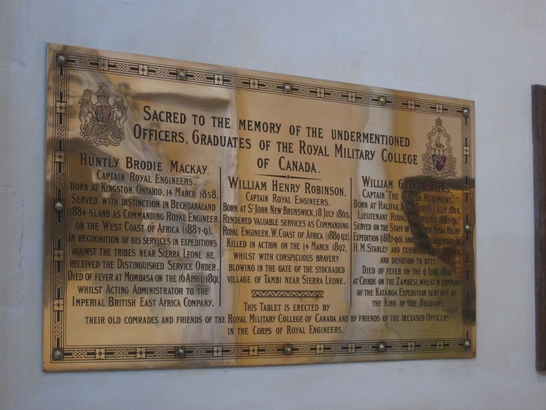 Sacred to the memory of the undermentioned
Officers, Graduates of the Royal Military College
of Canada.
Huntly Brodie Mackay.
Captain Royal Engineers.
Born at Kingston, Ontario, 14 March 1858.
Served with distinction in Bechuanaland
(1884-5) and as Commanding Royal Engineer
on the West Coast of Africa (1887-9).
In recognition of his services in expeditions
against the tribes near Sierra Leone he
received the Distinguished Service Order.
Died of fever at Mombasa on the 19 April 1891.
Whilst Acting Administrator to the
Imperial British East Africa Company.
William Henry Robinson.
Captain Royal Engineers.
Born at St John New Brunswick, 18 July 1863.
Rendered valuable services as Commanding
Royal Engineer, W. Coast of Africa (1889-92).
Killed in action on the 14 March 1892.
Whilst with conspicuous bravery
blowing in the gate of the stockaded
village of Tambi near Sierra Leone.
William
Captain The Regiment.
Born at Halifax,
Lieutenant Royal
Served on the Staff of Relief
Expedition (1887-90) under
H.M. Stanley and
and devotion to duty
Died of fever on the 9 June
at Chinde on the Zambesi, whilst in command
of the Katanga Expedition sent out by
the King of the Belgians.
This Tablet is erected by
their old comrades and friends of the Royal Military College of Canada, and by friends of the deceased Officers
in the Corps of Royal Engineers.